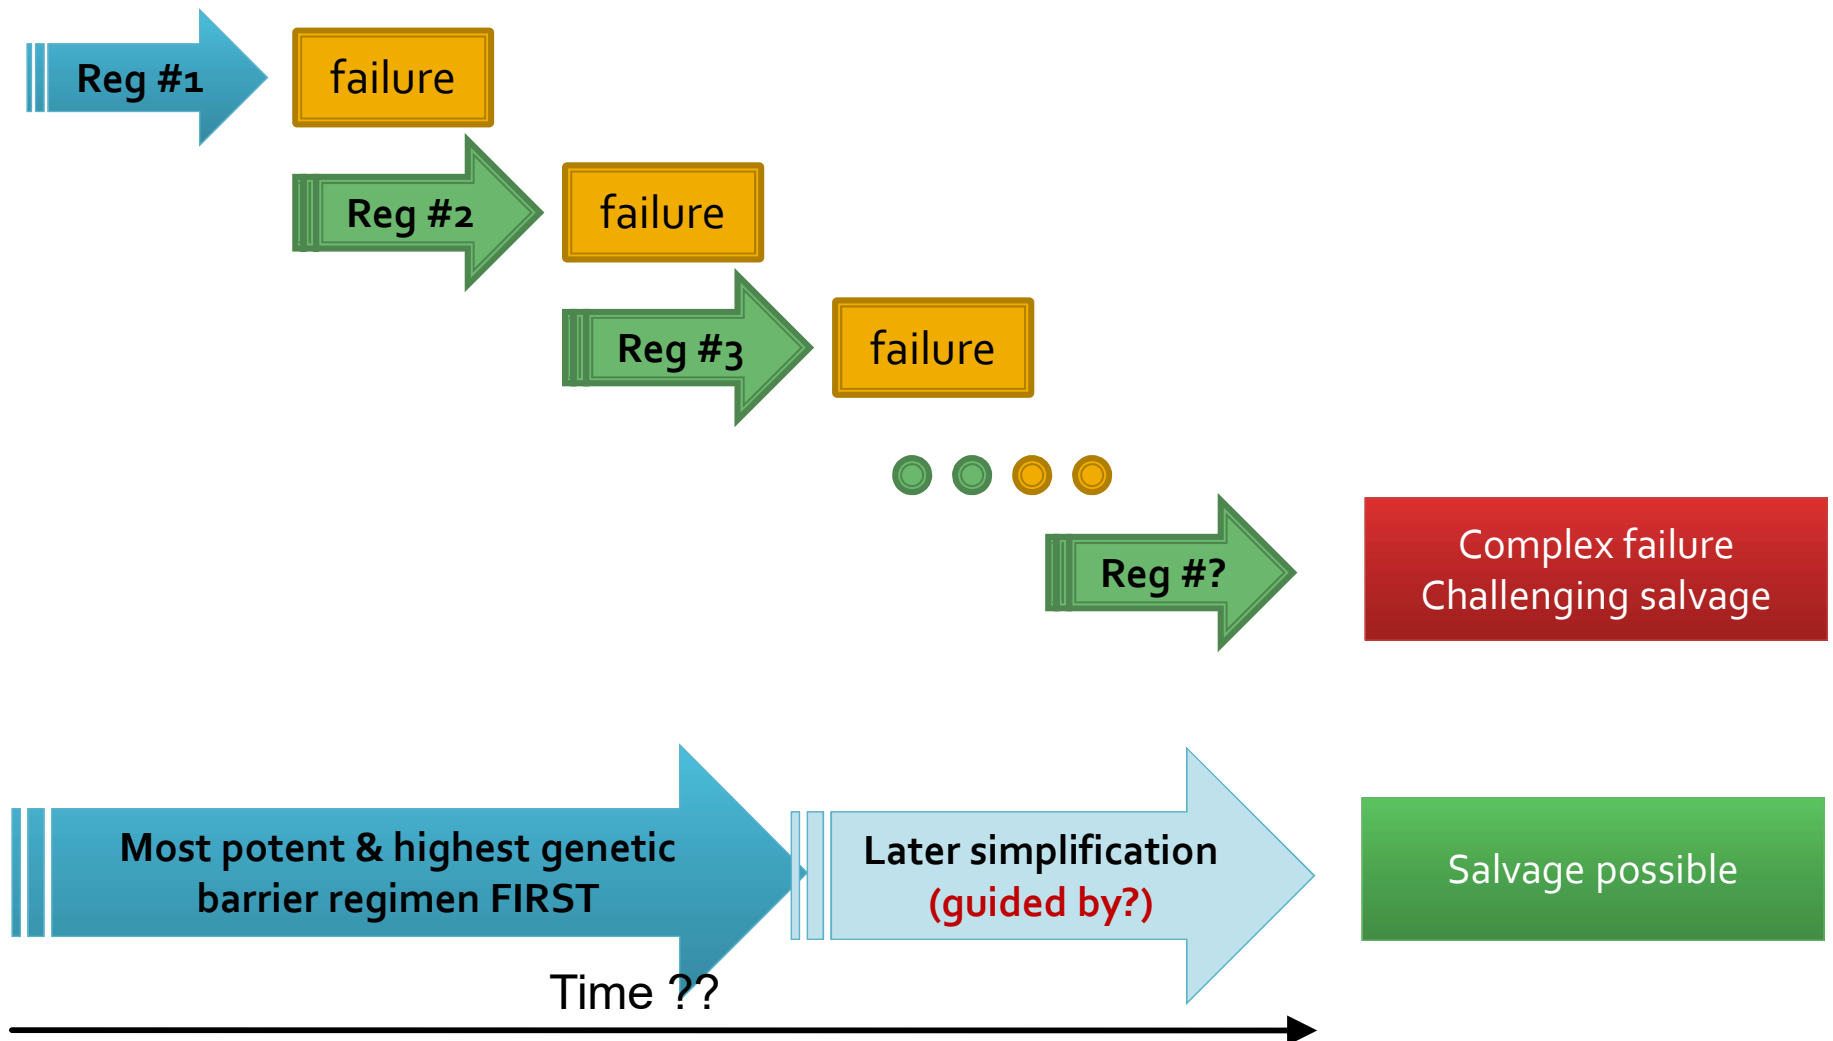 Reg #1
failure
Reg #2
failure
Reg #3
failure
Reg #?
Complex failure
Challenging salvage
Most potent & highest genetic
barrier regimen FIRST
Later simplification
(guided by?)
Salvage possible
Time ??